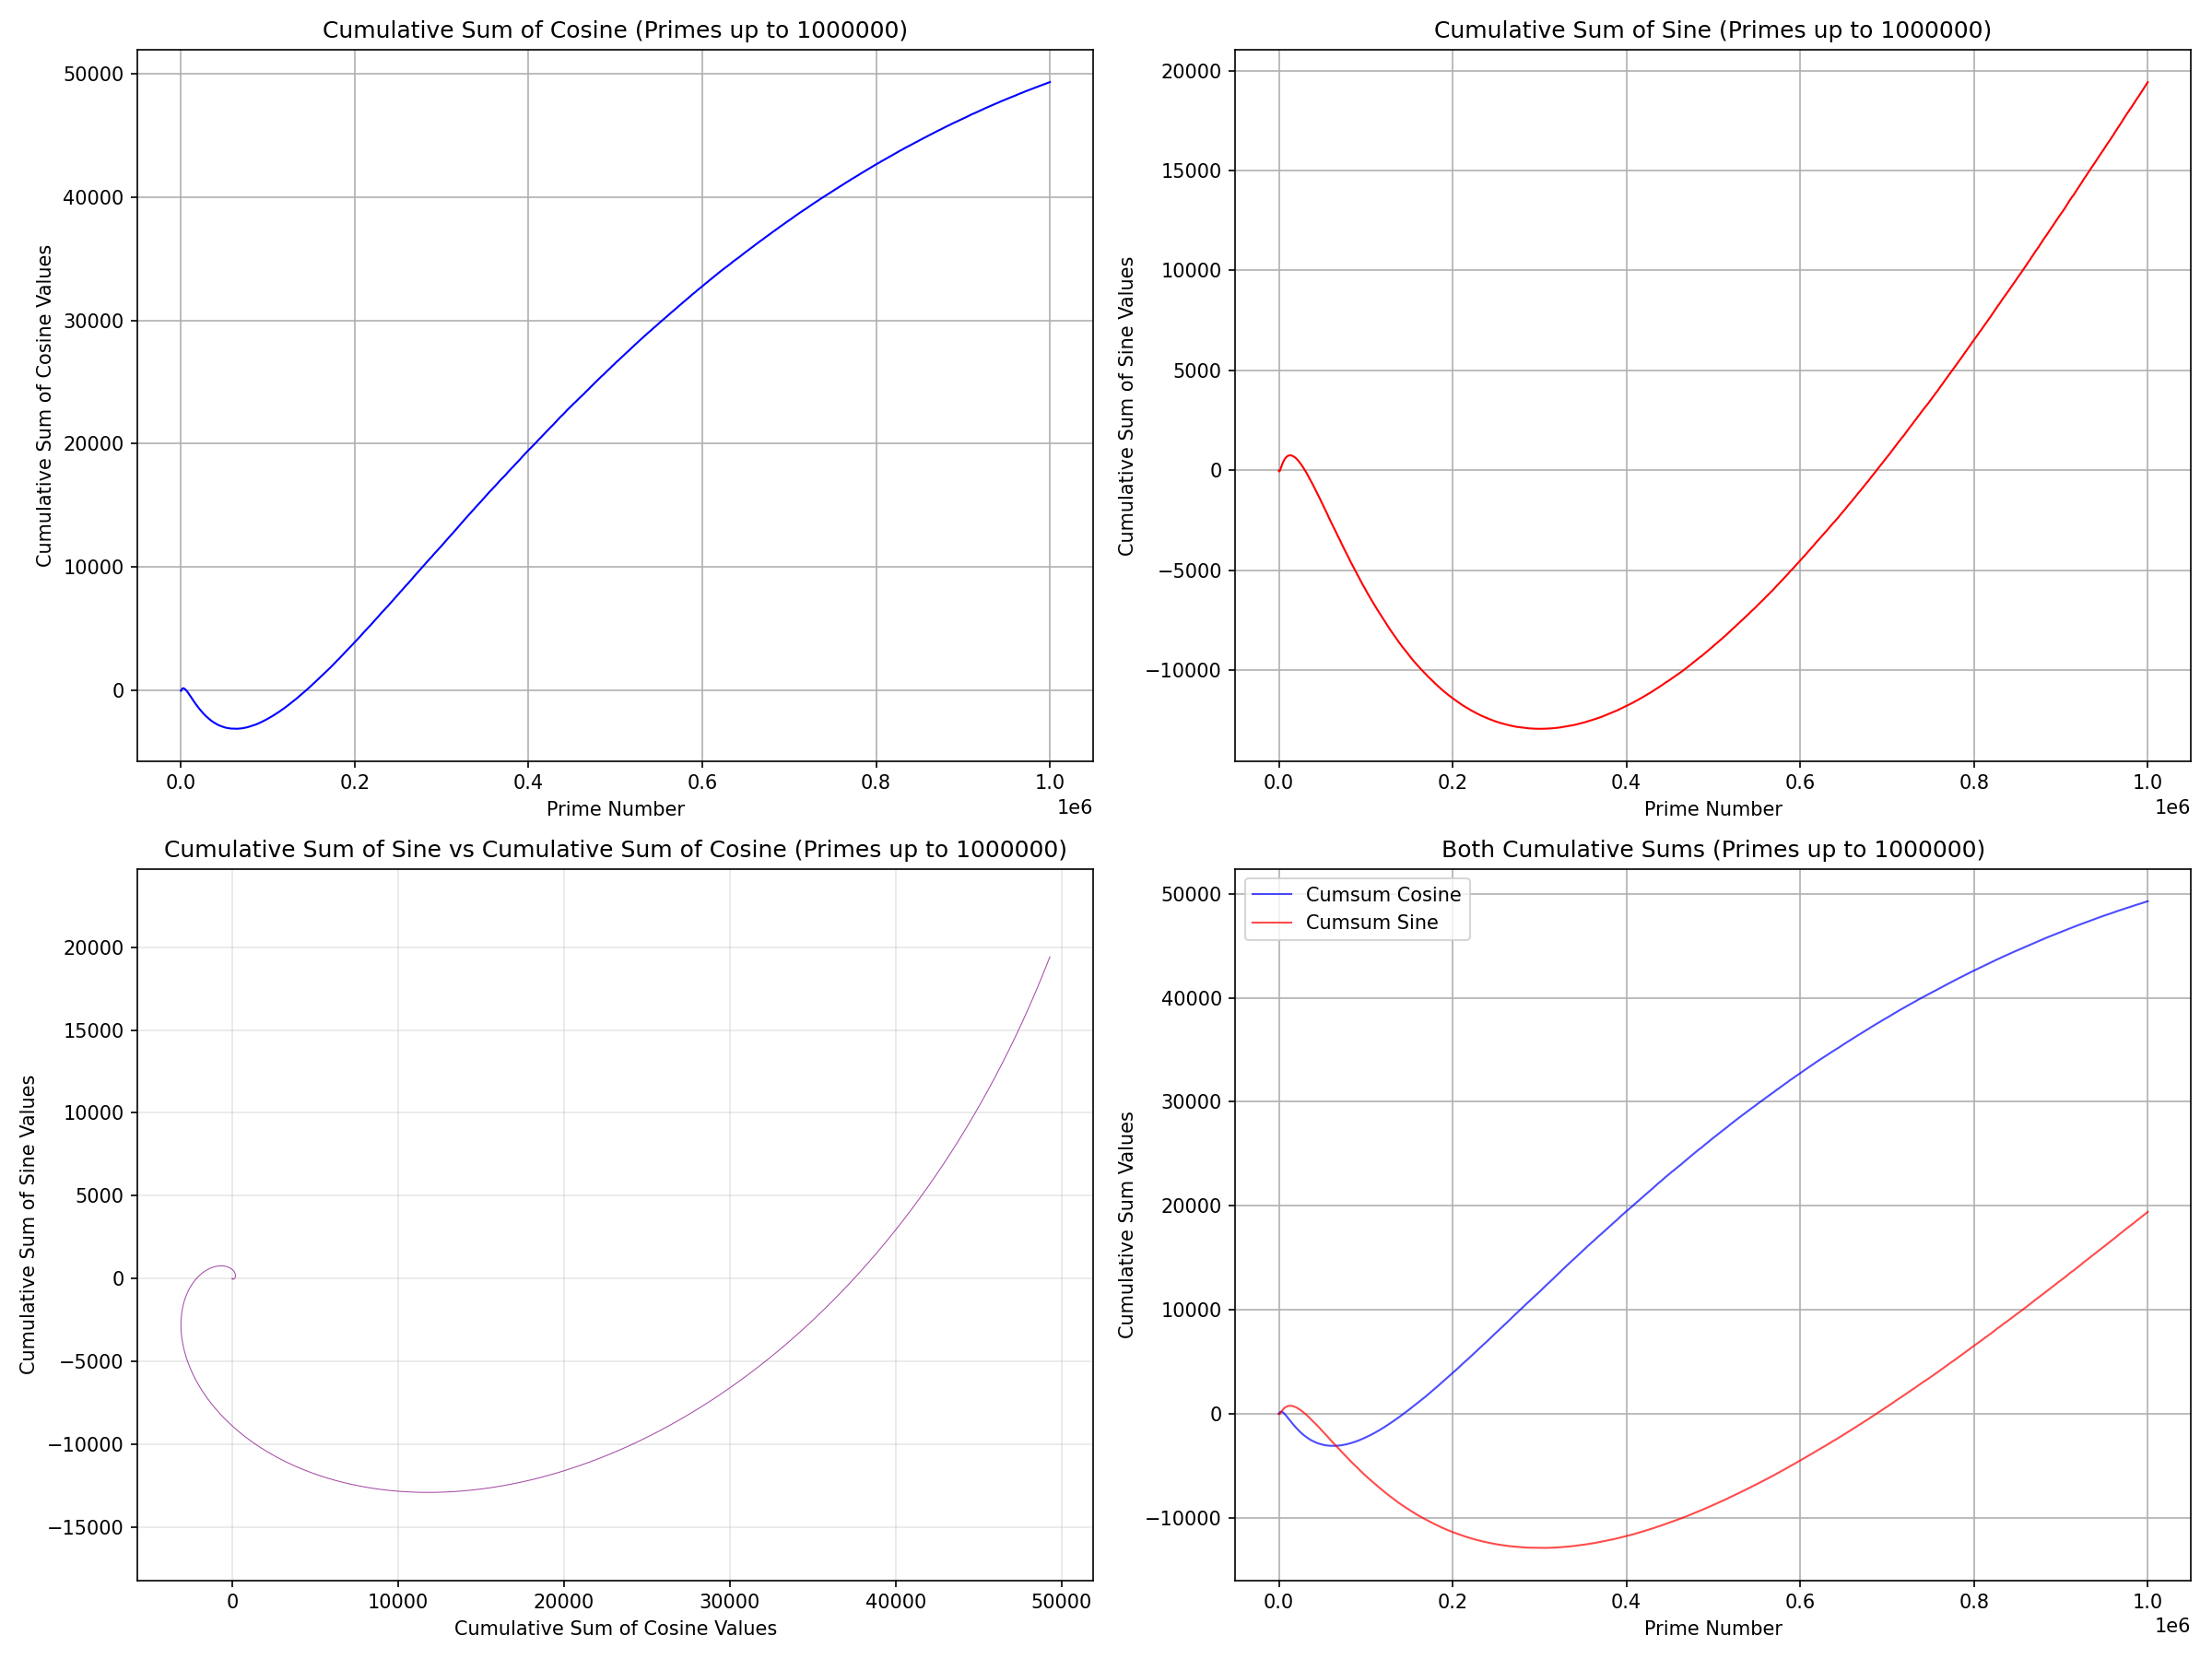 Cumulative Sum of Cosine (Primes up to 1000000)
Cumulative Sum of Cosine Values
50000
40000
30000
20000
10000
0
0.0 0.2 0.4 0.6 0.8 1.0
1e6
Prime Number
Cumulative Sum of Sine (Primes up to 1000000)
Cumulative Sum of Sine Values
20000
15000
10000
5000
0
−5000
−10000
0.0 0.2 0.4 0.6 0.8 1.0
1e6
Prime Number
Cumulative Sum of Sine vs Cumulative Sum of Cosine (Primes up to 1000000)
Cumulative Sum of Sine Values
20000
15000
10000
5000
0
−5000
−10000
−15000
0 10000 20000 30000 40000 50000
Cumulative Sum of Cosine Values
Both Cumulative Sums (Primes up to 1000000)
Cumsum Cosine
Cumsum Sine
Cumulative Sum Values
50000
40000
30000
20000
10000
0
−10000
0.0 0.2 0.4 0.6 0.8 1.0
1e6
Prime Number